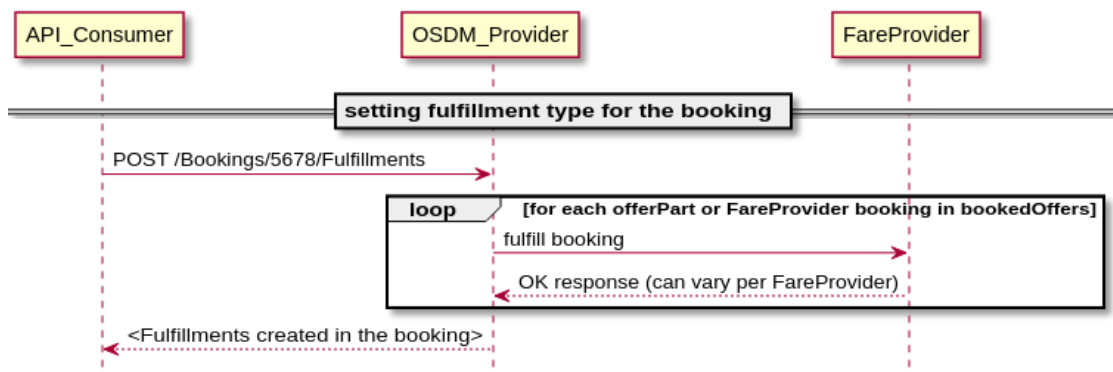 API_Consumer
OSDM_Provider
FareProvider
setting fulfillment type for the booking
POST /Bookings/5678/Fulfillments
loop
[for each offerPart or FareProvider booking in bookedOffers]
fulfill booking
OK response (can vary per FareProvider)
<Fulfillments created in the booking>